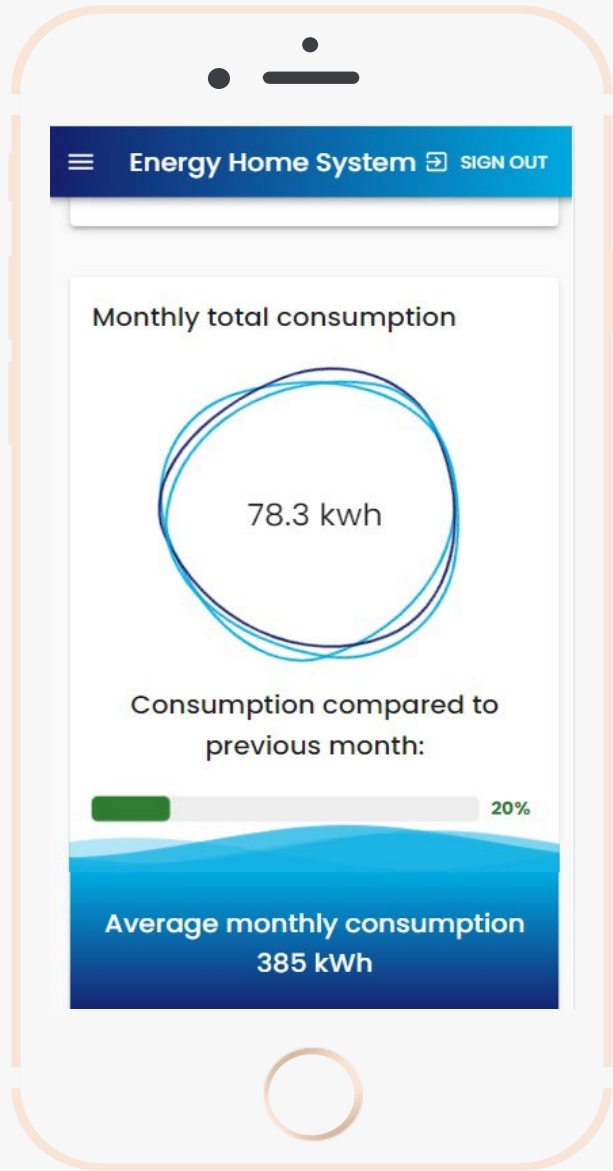 Energy Home System SIGN OUT
Monthly total consumption
78.3 kwh
Consumption compared to
previous month:
20%
Average monthly consumption
385 kWh